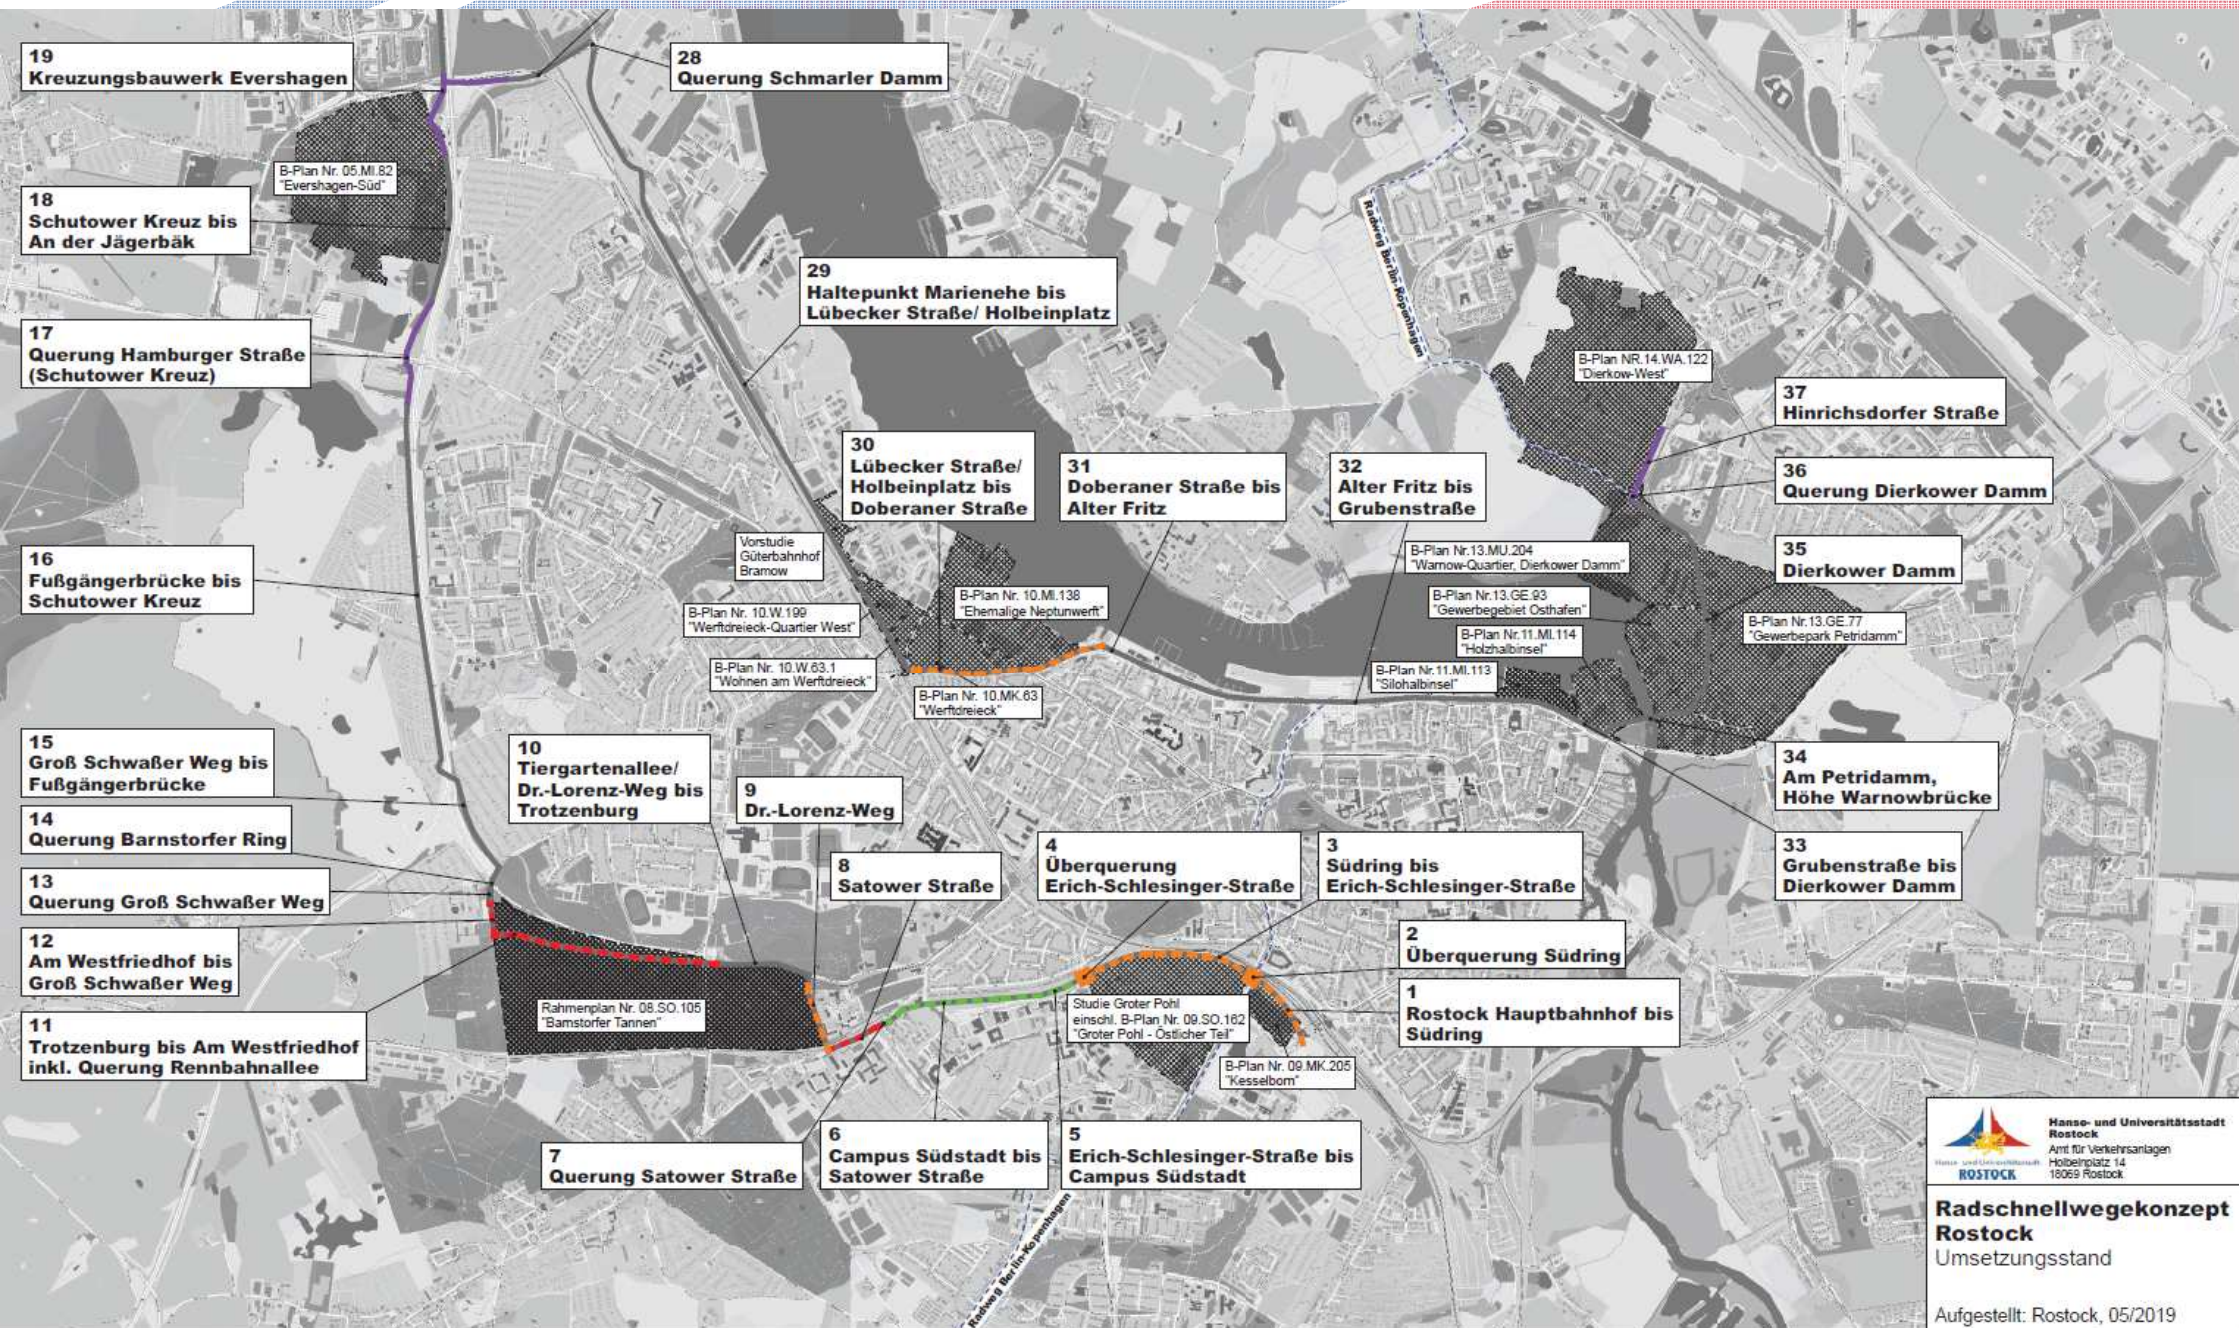 19
Kreuzungsbauwerk Evershagen
28
Querung Schmarler Damm
B-Plan Nr. 05.MI.82
"Evershagen-Süd"
18
Schutower Kreuz bis
An der Jägerbäk
29
Haltepunkt Marienehe bis
Lübecker Straße/ Holbeinplatz
Radweg Berlin-Kopenhagen
17
Querung Hamburger Straße
(Schutower Kreuz)
B-Plan NR.14.WA.122
"Dierkow-West"
37
Hinrichsdorfer Straße
30
Lübecker Straße/
Holbeinplatz bis
Doberaner Straße
31
Doberaner Straße bis
Alter Fritz
32
Alter Fritz bis
Grubenstraße
36
Querung Dierkower Damm
Vorstudie
Güterbahnhof
Bramow
B-Plan Nr.13.MU.204
"Warnow-Quartier, Dierkower Damm"
35
Dierkower Damm
16
Fußgängerbrücke bis
Schutower Kreuz
B-Plan Nr. 10.W.199
"Werftdreieck-Quartier West"
B-Plan Nr. 10.MI.138
"Ehemalige Neptunwerft"
B-Plan Nr.13.GE.93
"Gewerbegebiet Osthafen"
B-Plan Nr.11.MI.114
"Holzhalbinsel"
B-Plan Nr.13.GE.77
"Gewerbepark Petridamm"
B-Plan Nr. 10.W.63.1
"Wohnen am Werftdreieck"
B-Plan Nr. 10.MK.63
"Werftdreieck"
B-Plan Nr.11.MI.113
"Silohalbinsel"
15
Groß Schwaßer Weg bis
Fußgängerbrücke
10
Tiergartenallee/
Dr.-Lorenz-Weg bis
Trotzenburg
9
Dr.-Lorenz-Weg
34
Am Petridamm,
Höhe Warnowbrücke
14
Querung Barnstorfer Ring
8
Satower Straße
4
Überquerung
Erich-Schlesinger-Straße
3
Südring bis
Erich-Schlesinger-Straße
33
Grubenstraße bis
Dierkower Damm
13
Querung Groß Schwaßer Weg
12
Am Westfriedhof bis
Groß Schwaßer Weg
2
Überquerung Südring
Rahmenplan Nr. 08.SO.105
"Barnstorfer Tannen"
Studie Groter Pohl
einschl. B-Plan Nr. 09.SO.162
"Groter Pohl - Östlicher Teil"
1
Rostock Hauptbahnhof bis
Südring
11
Trotzenburg bis Am Westfriedhof
inkl. Querung Rennbahnallee
B-Plan Nr. 09.MK.205
"Kesselborn"
7
Querung Satower Straße
6
Campus Südstadt bis
Satower Straße
5
Erich-Schlesinger-Straße bis
Campus Südstadt
Radweg Berlin-Kopenhagen
Hanse- und Universitätsstadt
ROSTOCK
Hanse- und Universitätsstadt
Rostock
Amt für Verkehrsanlagen
Holbeinplatz 14
18069 Rostock
Radschnellwegekonzept
Rostock
Umsetzungsstand
Aufgestellt: Rostock, 05/2019